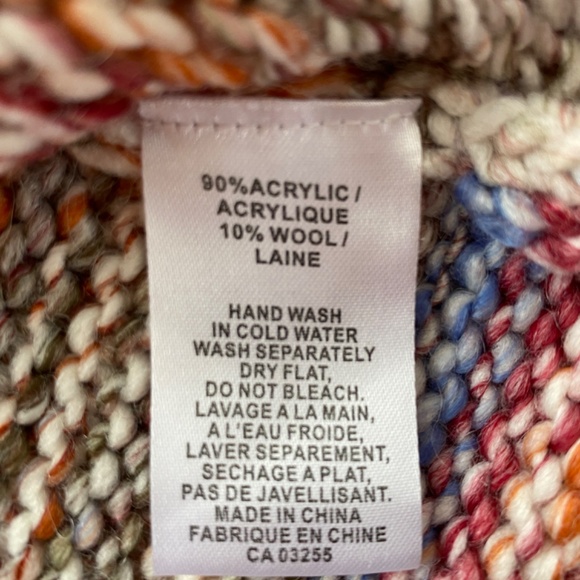 90%ACRYLIC /
ACRYLIQUE
10% WOOL /
LAINE
HAND WASH
IN COLD WATER
WASH SEPARATELY
DRY FLAT,
DO NOT BLEACH.
LAVAGE A LA MAIN,
A L'EAU FROIDE,
LAVER SEPAREMENT,
SECHAGE A PLAT,
PAS DE JAVELLISANT.
MADE IN CHINA
FABRIQUE EN CHINE
CA 03255